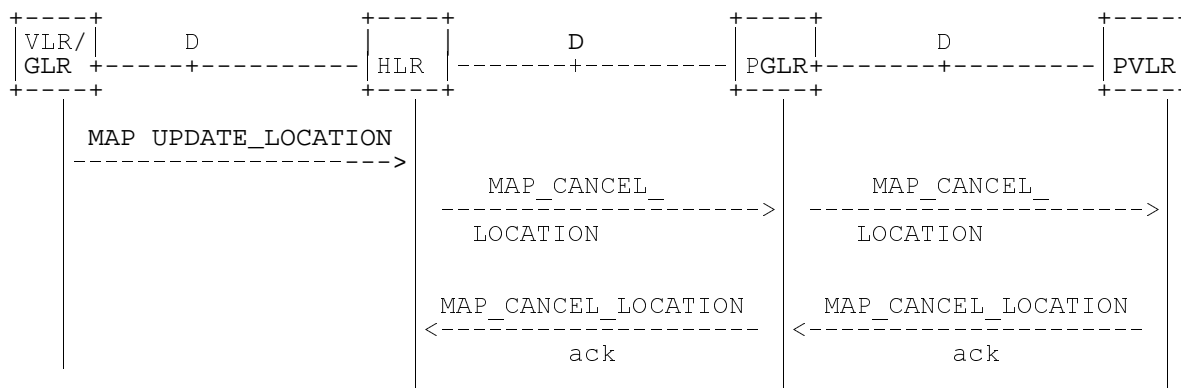 VLR/
D
D
D
GLR
HLR
PGLR
PVLR
MAP UPDATE_LOCATION
MAP_CANCEL_
MAP_CANCEL_
LOCATION
LOCATION
MAP_CANCEL_LOCATION
MAP_CANCEL_LOCATION
ack
ack